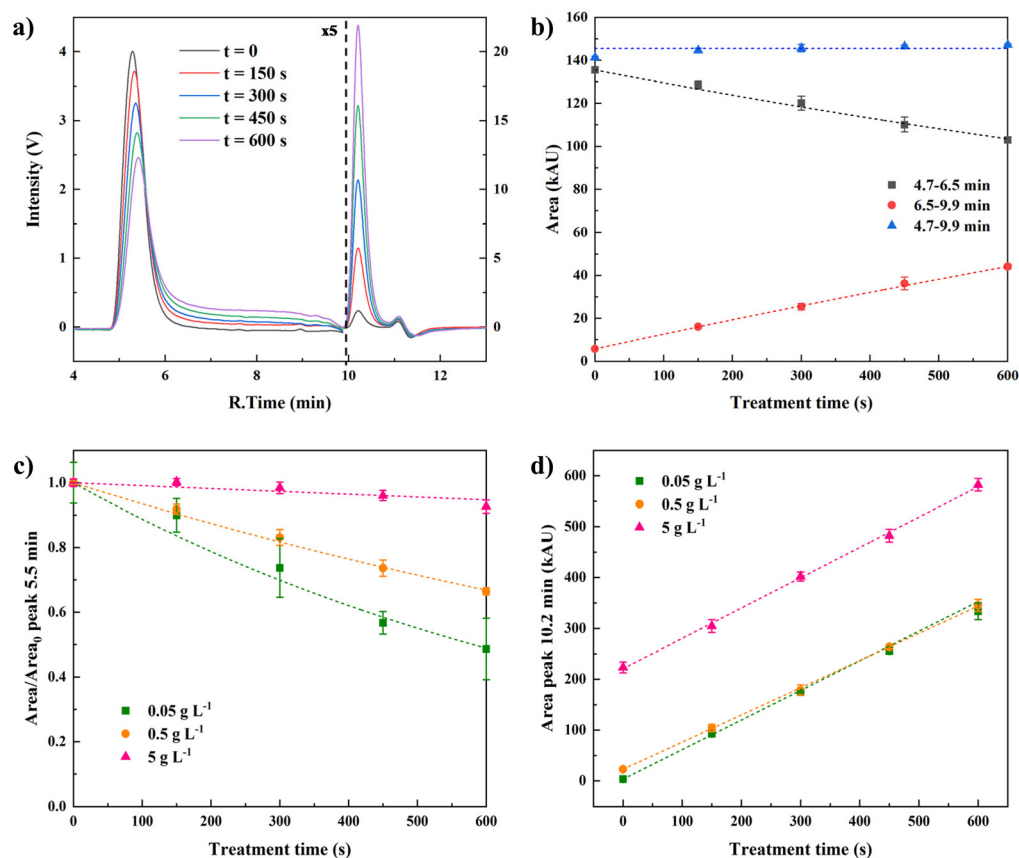 a)
x5
t = 0
t = 150 s
t = 300 s
t = 450 s
t = 600 s
Intensity (V)
4
3
2
1
0
20
15
10
5
0
4
6
8
10
12
R.Time (min)
b)
160
140
120
100
80
60
40
20
0
Area (kAU)
4.7-6.5 min
6.5-9.9 min
4.7-9.9 min
0
100
200
300
400
500
600
Treatment time (s)
c)
1.0
0.8
0.6
0.4
0.2
0.0
Area/Area₀ peak 5.5 min
0.05 g L⁻¹
0.5 g L⁻¹
5 g L⁻¹
0
100
200
300
400
500
600
Treatment time (s)
d)
600
500
400
300
200
100
0
Area peak 10.2 min (kAU)
0.05 g L⁻¹
0.5 g L⁻¹
5 g L⁻¹
0
100
200
300
400
500
600
Treatment time (s)